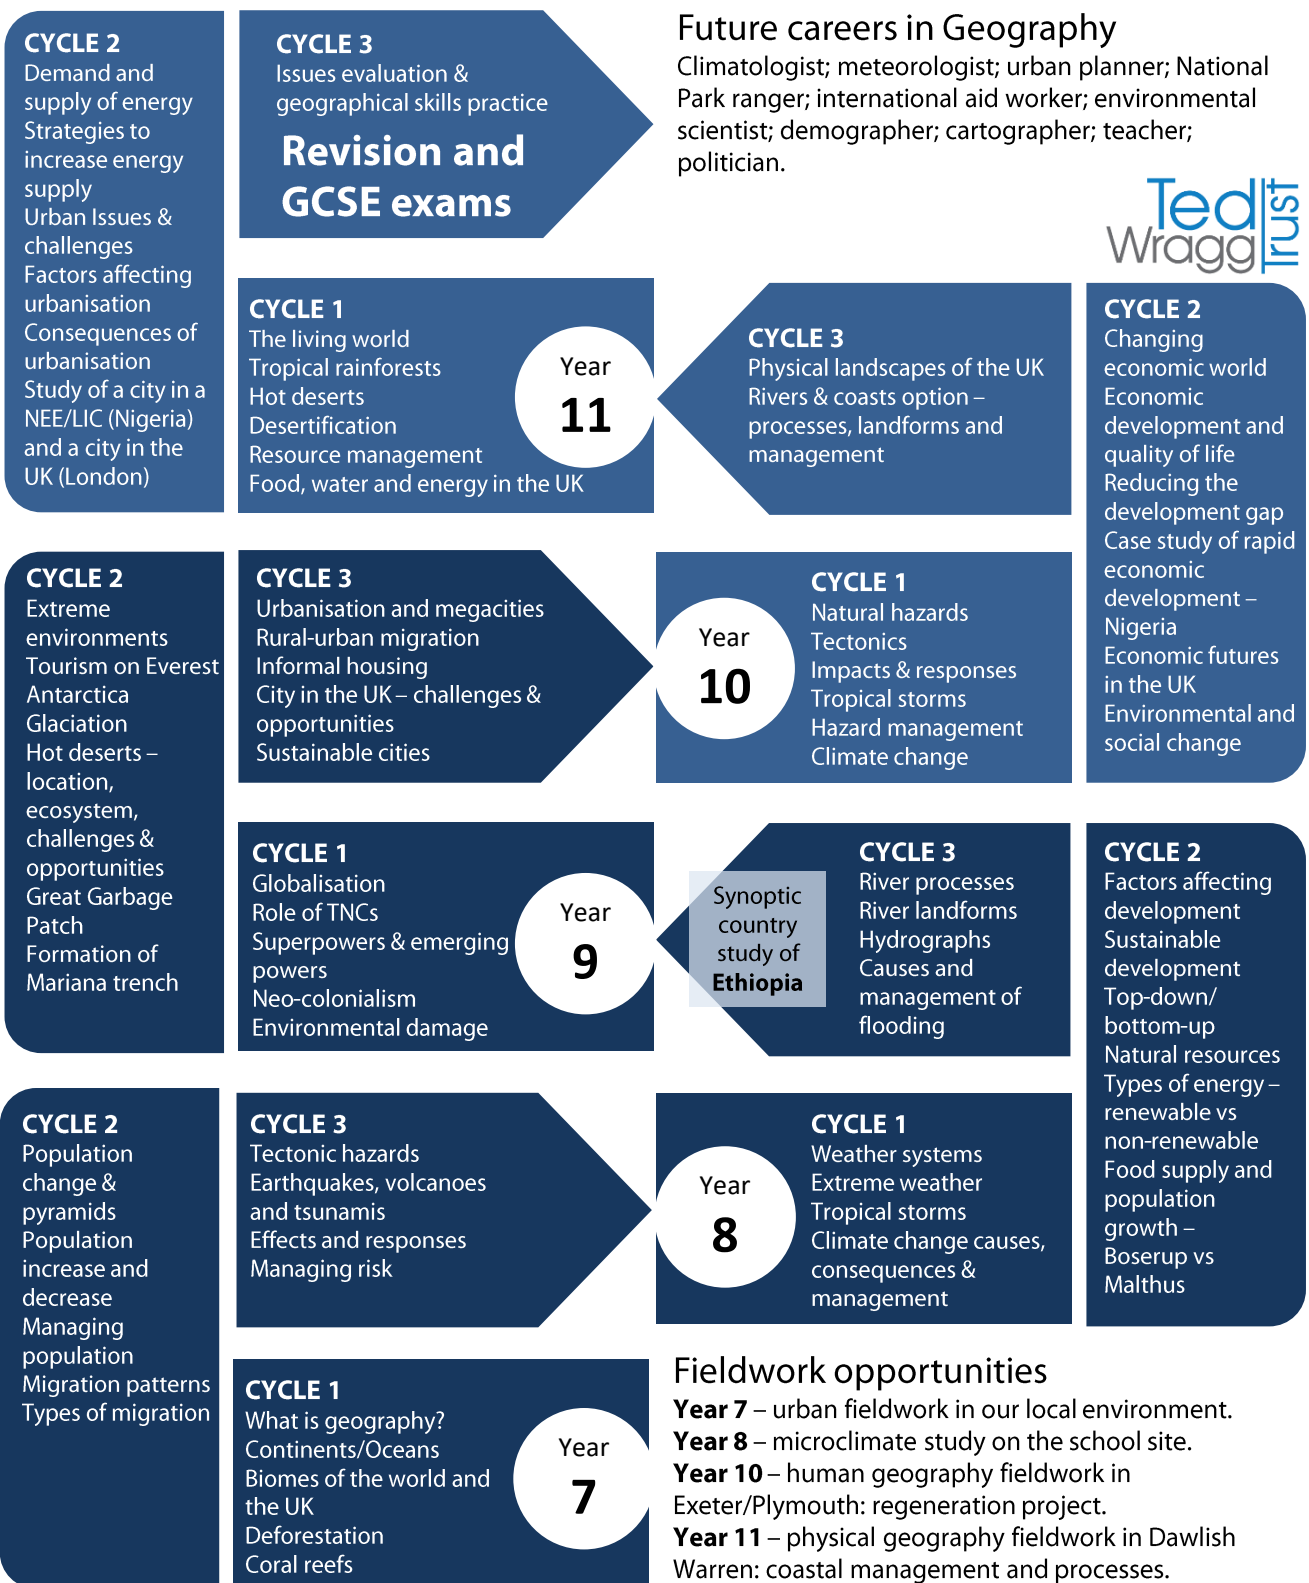 CYCLE 2
Demand and
supply of energy
Strategies to
increase energy
supply
Urban Issues &
challenges
Factors affecting
urbanisation
Consequences of
urbanisation
Study of a city in a
NEE/LIC (Nigeria)
and a city in the
UK (London)
CYCLE 3
Issues evaluation &
geographical skills practice
Revision and
GCSE exams
Future careers in Geography
Climatologist; meteorologist; urban planner; National
Park ranger; international aid worker; environmental
scientist; demographer; cartographer; teacher;
politician.
Ted
Wragg
Trust
CYCLE 1
The living world
Tropical rainforests
Hot deserts
Desertification
Resource management
Food, water and energy in the UK
Year
11
CYCLE 3
Physical landscapes of the UK
Rivers & coasts option –
processes, landforms and
management
CYCLE 2
Changing
economic world
Economic
development and
quality of life
Reducing the
development gap
Case study of rapid
economic
development –
Nigeria
Economic futures
in the UK
Environmental and
social change
CYCLE 2
Extreme
environments
Tourism on Everest
Antarctica
Glaciation
Hot deserts –
location,
ecosystem,
challenges &
opportunities
Great Garbage
Patch
Formation of
Mariana trench
CYCLE 3
Urbanisation and megacities
Rural-urban migration
Informal housing
City in the UK – challenges &
opportunities
Sustainable cities
Year
10
CYCLE 1
Natural hazards
Tectonics
Impacts & responses
Tropical storms
Hazard management
Climate change
CYCLE 1
Globalisation
Role of TNCs
Superpowers & emerging
powers
Neo-colonialism
Environmental damage
Year
9
Synoptic
country
study of
Ethiopia
CYCLE 3
River processes
River landforms
Hydrographs
Causes and
management of
flooding
CYCLE 2
Factors affecting
development
Sustainable
development
Top-down/
bottom-up
Natural resources
Types of energy –
renewable vs
non-renewable
Food supply and
population
growth –
Boserup vs
Malthus
CYCLE 2
Population
change &
pyramids
Population
increase and
decrease
Managing
population
Migration patterns
Types of migration
CYCLE 3
Tectonic hazards
Earthquakes, volcanoes
and tsunamis
Effects and responses
Managing risk
Year
8
CYCLE 1
Weather systems
Extreme weather
Tropical storms
Climate change causes,
consequences &
management
CYCLE 1
What is geography?
Continents/Oceans
Biomes of the world and
the UK
Deforestation
Coral reefs
Year
7
Fieldwork opportunities
Year 7 – urban fieldwork in our local environment.
Year 8 – microclimate study on the school site.
Year 10 – human geography fieldwork in
Exeter/Plymouth: regeneration project.
Year 11 – physical geography fieldwork in Dawlish
Warren: coastal management and processes.